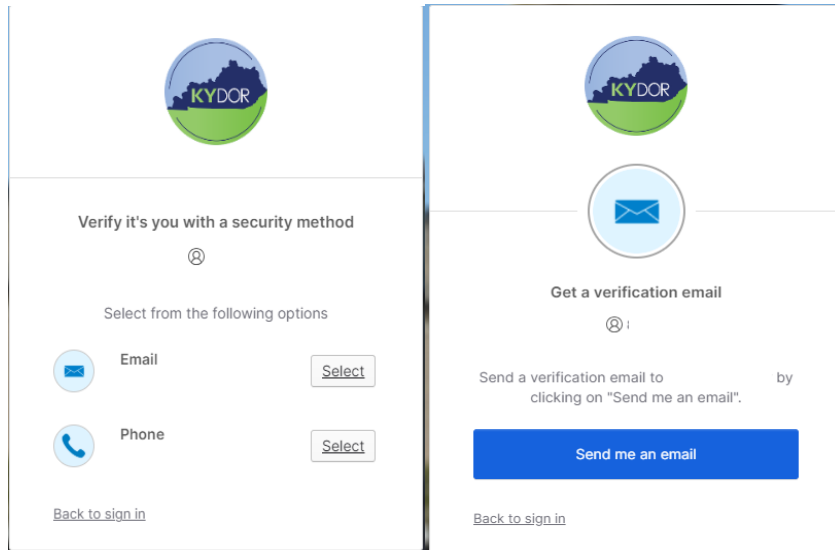 KYDOR
Verify it's you with a security method
Select from the following options
Email
Select
Phone
Select
Back to sign in
KYDOR
Get a verification email
Send a verification email to by
clicking on "Send me an email".
Send me an email
Back to sign in